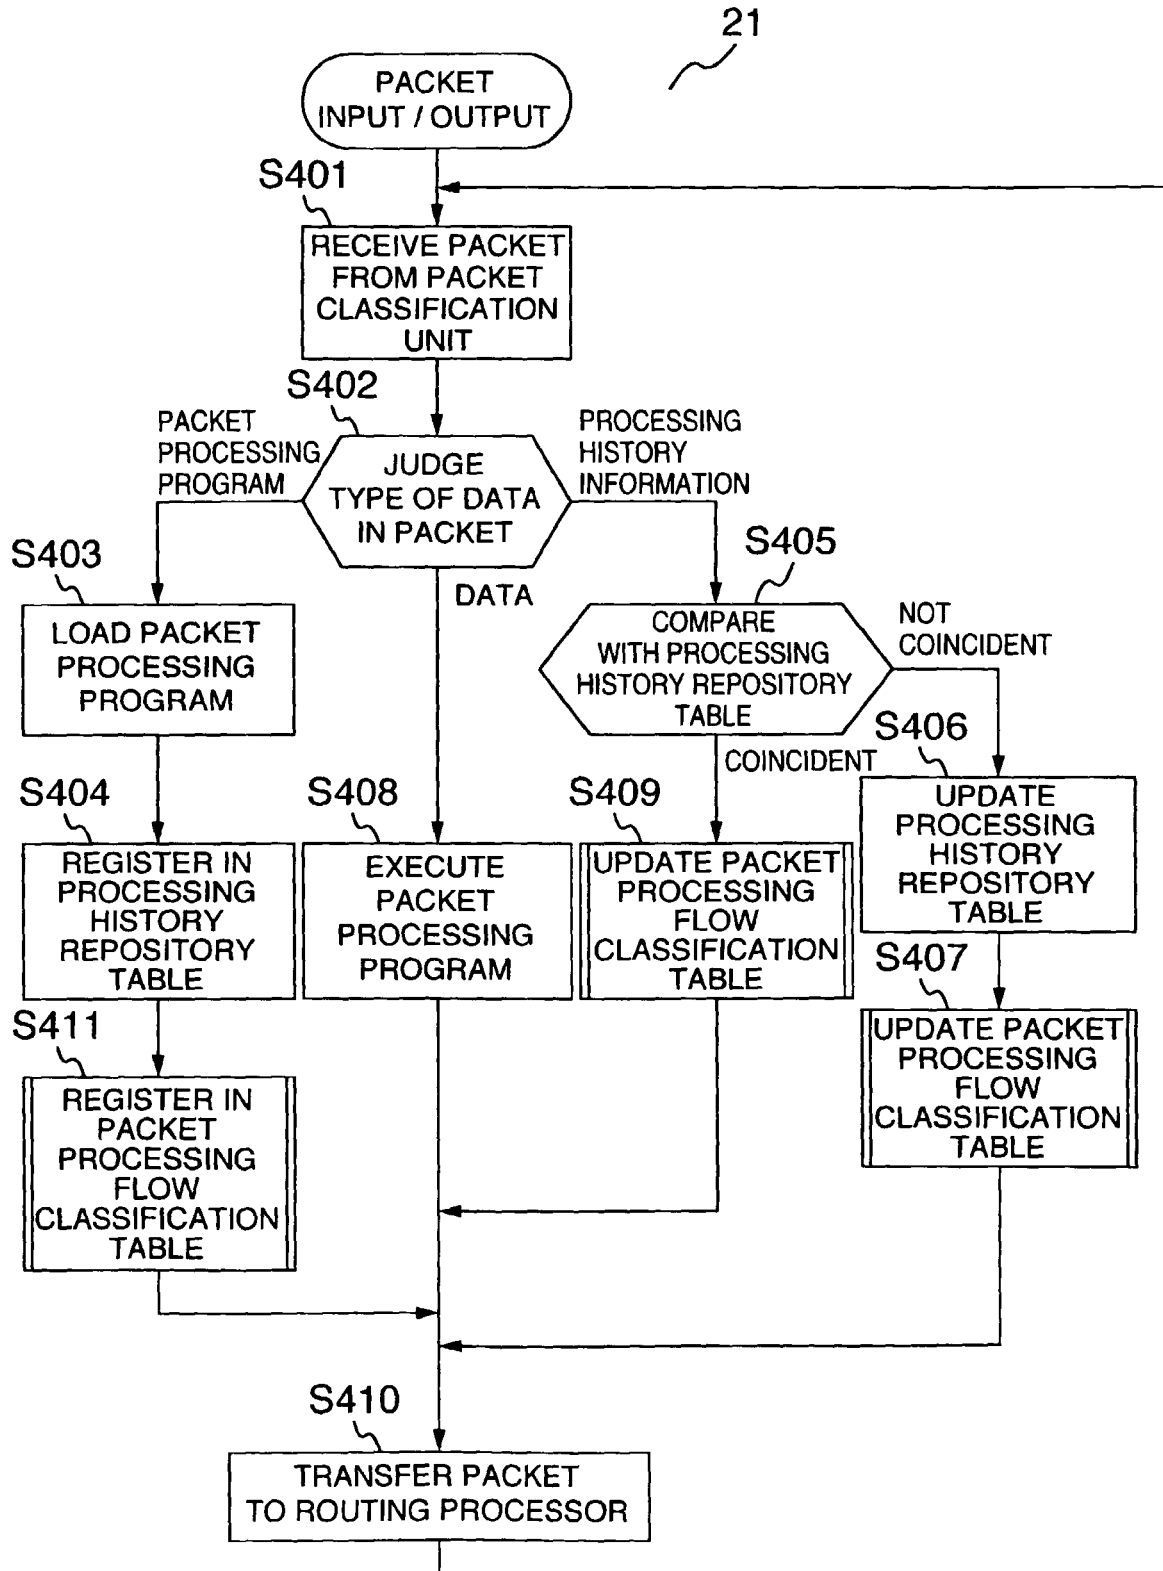 21
PACKET
INPUT / OUTPUT
S401
RECEIVE PACKET
FROM PACKET
CLASSIFICATION
UNIT
S402
PACKET
PROCESSING
PROGRAM
JUDGE
TYPE OF DATA
IN PACKET
PROCESSING
HISTORY
INFORMATION
DATA
S403
LOAD PACKET
PROCESSING
PROGRAM
S405
COMPARE
WITH PROCESSING
HISTORY REPOSITORY
TABLE
NOT
COINCIDENT
COINCIDENT
S404
REGISTER IN
PROCESSING
HISTORY
REPOSITORY
TABLE
S408
EXECUTE
PACKET
PROCESSING
PROGRAM
S409
UPDATE PACKET
PROCESSING
FLOW
CLASSIFICATION
TABLE
S406
UPDATE
PROCESSING
HISTORY
REPOSITORY
TABLE
S411
REGISTER IN
PACKET
PROCESSING
FLOW
CLASSIFICATION
TABLE
S407
UPDATE PACKET
PROCESSING
FLOW
CLASSIFICATION
TABLE
S410
TRANSFER PACKET
TO ROUTING PROCESSOR